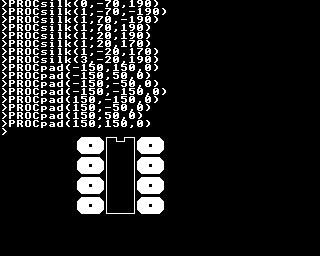 >PROCsilk(0,-70,190)
>PROCsilk(1,-70,-190)
>PROCsilk(1,70,-190)
>PROCsilk(1,70,190)
>PROCsilk(1,20,190)
>PROCsilk(1,20,170)
>PROCsilk(1,-20,170)
>PROCsilk(3,-20,190)
>PROCpad(-150,150,0)
>PROCpad(-150,50,0)
>PROCpad(-150,-50,0)
>PROCpad(-150,-150,0)
>PROCpad(150,-150,0)
>PROCpad(150,-50,0)
>PROCpad(150,50,0)
>PROCpad(150,150,0)
>